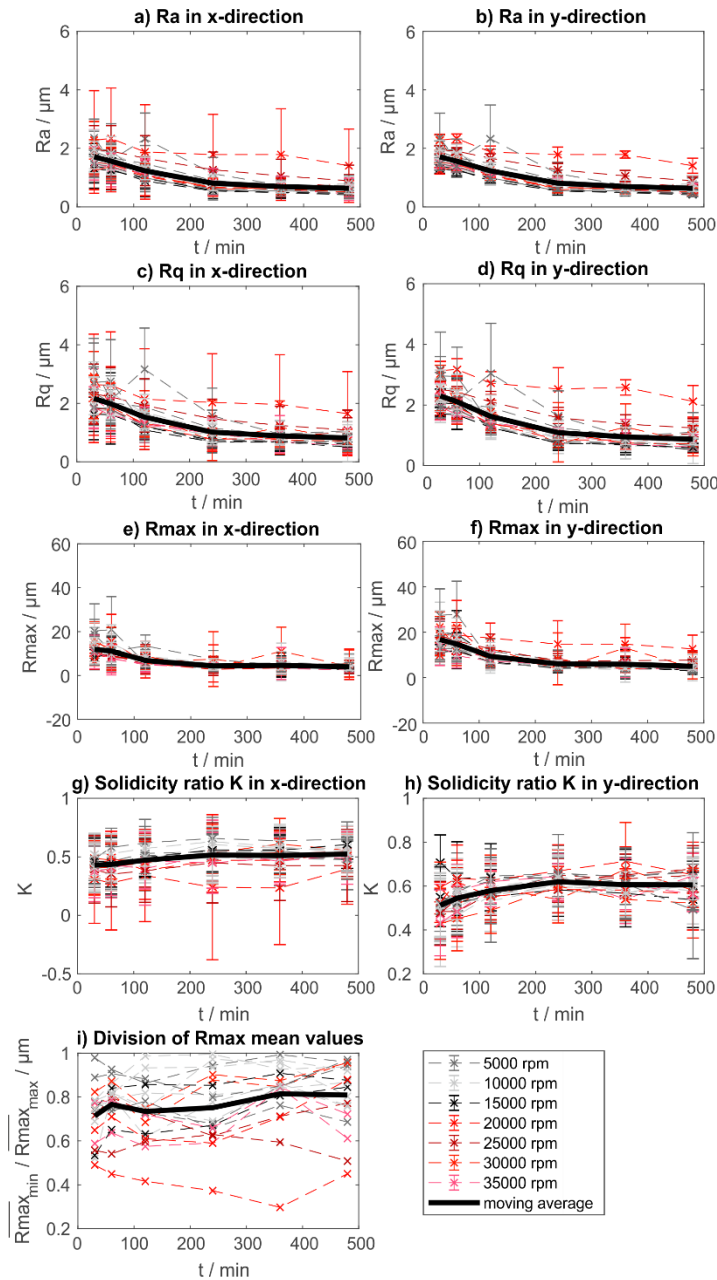 a) Ra in x-direction
6
4
2
0
Ra / µm
0 100 200 300 400 500
t / min
b) Ra in y-direction
6
4
2
0
Ra / µm
0 100 200 300 400 500
t / min
c) Rq in x-direction
6
4
2
0
Rq / µm
0 100 200 300 400 500
t / min
d) Rq in y-direction
6
4
2
0
Rq / µm
0 100 200 300 400 500
t / min
e) Rmax in x-direction
60
40
20
0
-20
Rmax / µm
0 100 200 300 400 500
t / min
f) Rmax in y-direction
60
40
20
0
-20
Rmax / µm
0 100 200 300 400 500
t / min
g) Solidicity ratio K in x-direction
1
0.5
0
-0.5
K
0 100 200 300 400 500
t / min
h) Solidicity ratio K in y-direction
1
0.8
0.6
0.4
0.2
K
0 100 200 300 400 500
t / min
i) Division of Rmax mean values
1
0.8
0.6
0.4
0.2
Rmax_min / Rmax_max / µm
0 100 200 300 400 500
t / min
5000 rpm
10000 rpm
15000 rpm
20000 rpm
25000 rpm
30000 rpm
35000 rpm
moving average